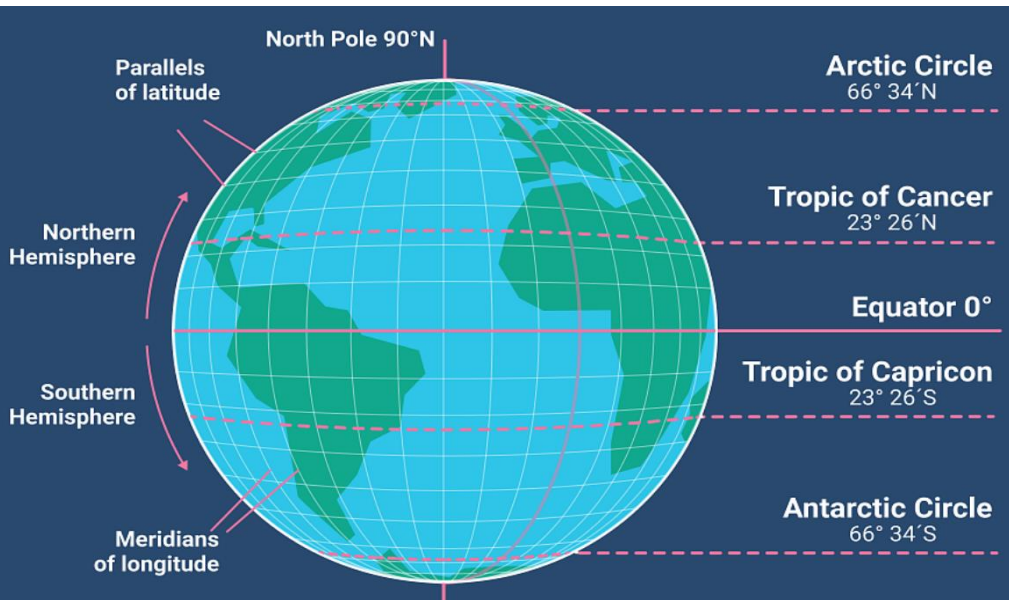 North Pole 90°N
Parallels
of latitude
Arctic Circle
66° 34´N
Tropic of Cancer
23° 26´N
Northern
Hemisphere
Equator 0°
Tropic of Capricon
23° 26´S
Southern
Hemisphere
Antarctic Circle
66° 34´S
Meridians
of longitude